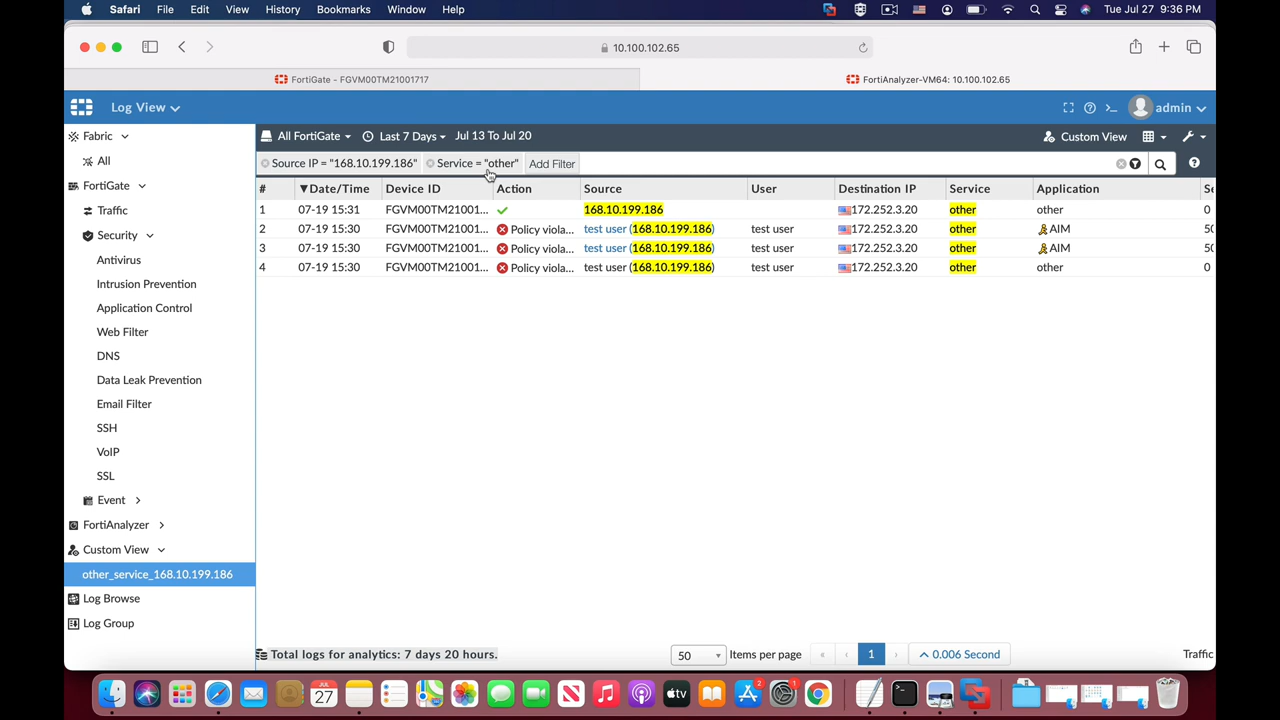 Safari File Edit View History Bookmarks Window Help Tue Jul 27 9:36 PM
10.100.102.65
FortiGate - FGVM00TM21001717 FortiAnalyzer-VM64: 10.100.102.65
Log View admin
Fabric
All
FortiGate
Traffic
Security
Antivirus
Intrusion Prevention
Application Control
Web Filter
DNS
Data Leak Prevention
Email Filter
SSH
VoIP
SSL
Event
FortiAnalyzer
Custom View
other_service_168.10.199.186
Log Browse
Log Group
All FortiGate Last 7 Days Jul 13 To Jul 20 Custom View
Source IP = "168.10.199.186" Service = "other" Add Filter
# ▼Date/Time Device ID Action Source User Destination IP Service Application Se
1 07-19 15:31 FGVM00TM21001... 168.10.199.186 172.252.3.20 other other 0
2 07-19 15:30 FGVM00TM21001... Policy viola... test user (168.10.199.186) test user 172.252.3.20 other AIM 50
3 07-19 15:30 FGVM00TM21001... Policy viola... test user (168.10.199.186) test user 172.252.3.20 other AIM 50
4 07-19 15:30 FGVM00TM21001... Policy viola... test user (168.10.199.186) test user 172.252.3.20 other other 0
Total logs for analytics: 7 days 20 hours. 50 Items per page « ‹ 1 › 0.006 Second Traffic
JUL
27
2
1